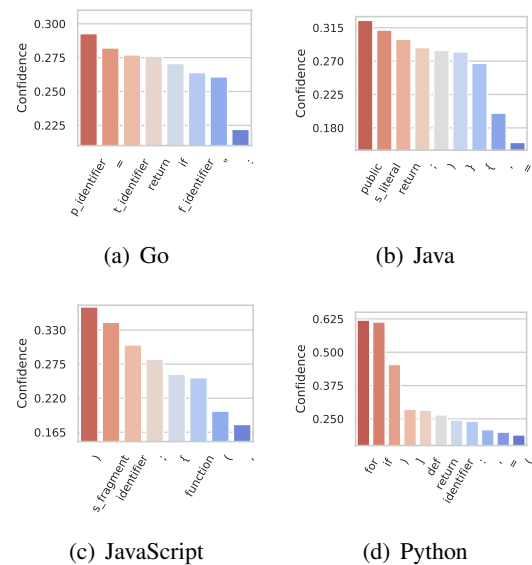 0.300
0.275
0.250
0.225
Confidence
p_identifier
=
t_identifier
return
if
f_identifier
"
:
(a) Go
0.315
0.270
0.225
0.180
Confidence
public
s_literal
return
;
)
}
{
,
=
(b) Java
0.330
0.275
0.220
0.165
Confidence
)
s_fragment
identifier
;
{
function
(
,
(c) JavaScript
0.625
0.500
0.375
0.250
Confidence
for
if
)
]
def
return
identifier
:
,
=
(
(d) Python